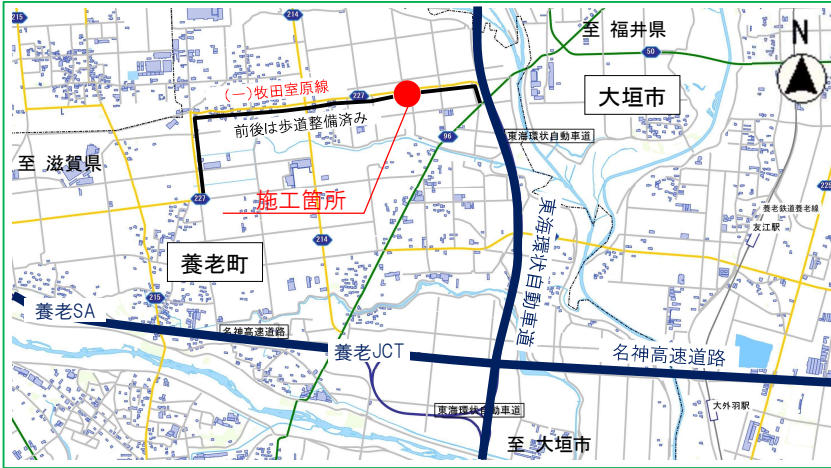 215
214
至 福井県
50
N
(一)牧田室原線
227
大垣市
前後は歩道整備済み
96
東海環状自動車道
至 滋賀県
施工箇所
227
225
養老鉄道養老線
友江駅
214
養老町
東海環状自動車道
215
養老SA
名神高速道路
養老JCT
名神高速道路
東海環状自動車道
大外羽駅
至 大垣市